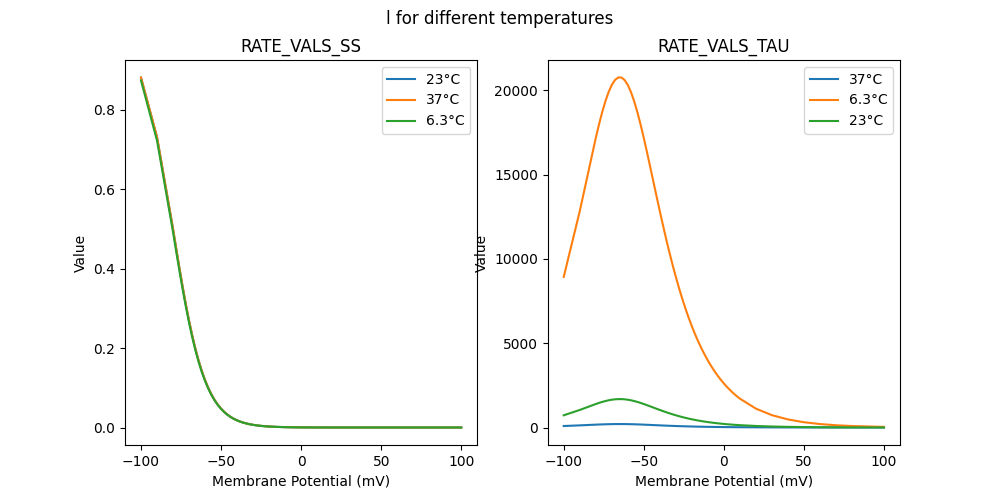 l for different temperatures
RATE_VALS_SS
RATE_VALS_TAU
23°C
37°C
6.3°C
37°C
6.3°C
23°C
Value
0.8
0.6
0.4
0.2
0.0
−100
−50
0
50
100
Membrane Potential (mV)
Value
20000
15000
10000
5000
0
−100
−50
0
50
100
Membrane Potential (mV)